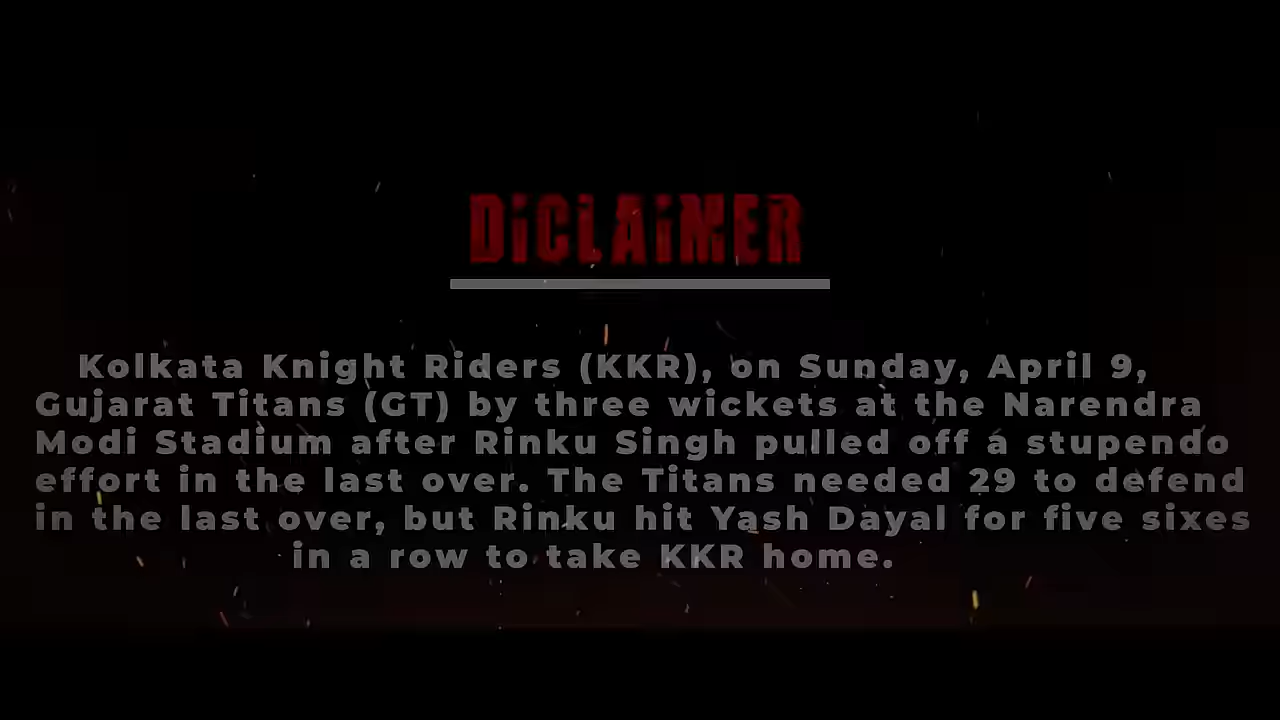 DiCLAiMER
Kolkata Knight Riders (KKR), on Sunday, April 9,
Gujarat Titans (GT) by three wickets at the Narendra
Modi Stadium after Rinku Singh pulled off a stupendo
effort in the last over. The Titans needed 29 to defend
in the last over, but Rinku hit Yash Dayal for five sixes
in a row to take KKR home.